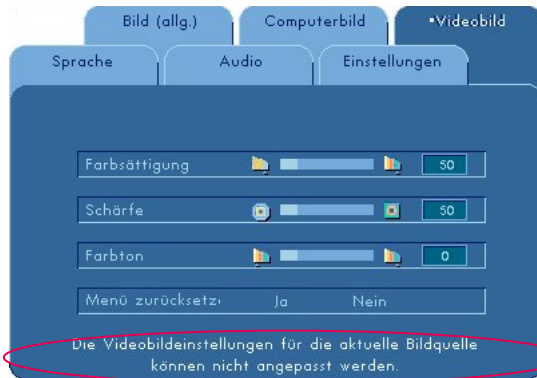 Bild (allg.) Computerbild •Videobild
Sprache Audio Einstellungen
Farbsättigung 50
Schärfe 50
Farbton 0
Menü zurücksetz Ja Nein
Die Videobildeinstellungen für die aktuelle Bildquelle
können nicht angepasst werden.